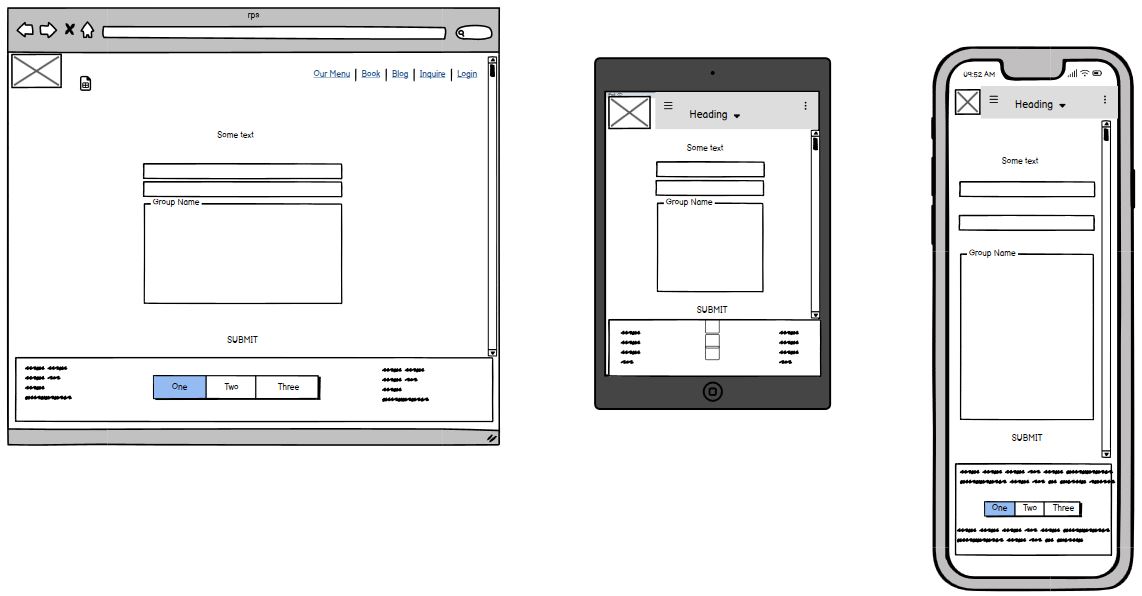 rps
Our Menu | Book | Blog | Inquire | Login
Some text
Group Name
SUBMIT
One Two Three
Heading
Some text
Group Name
SUBMIT
09:52 AM
Heading
Some text
Group Name
SUBMIT
One Two Three